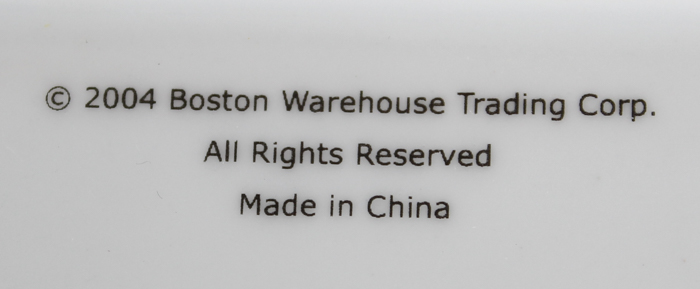 © 2004 Boston Warehouse Trading Corp.
All Rights Reserved
Made in China